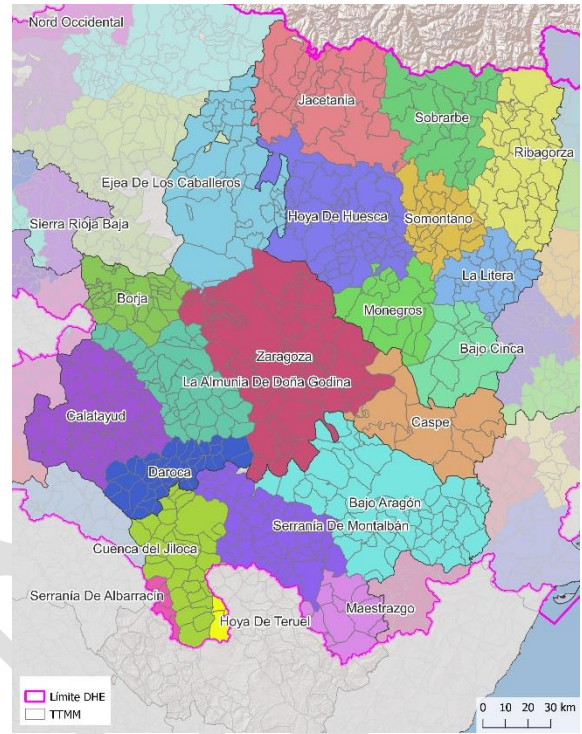 Nord Occidental
Jacetania
Sobrarbe
Ribagorza
Ejea De Los Caballeros
Hoya De Huesca
Somontano
Sierra Rioja Baja
La Litera
Borja
Monegros
Bajo Cinca
Zaragoza
La Almunia De Doña Godina
Calatayud
Caspe
Daroca
Bajo Aragón
Serranía De Montalbán
Cuenca del Jiloca
Serranía De Albarracín
Maestrazgo
Hoya De Teruel
Límite DHE
TTMM
0 10 20 30 km